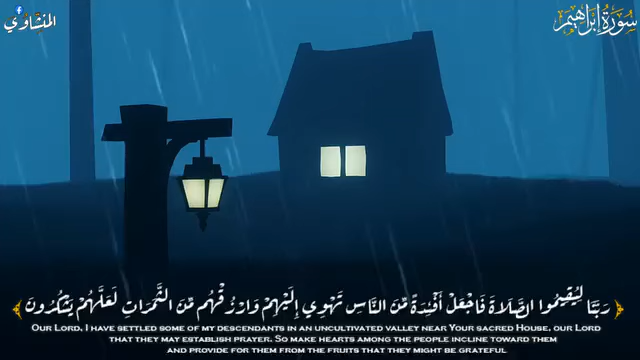 المنشاوي
سورة إبراهيم
رَبَّنَا لِيُقِيمُوا الصَّلَاةَ فَاجْعَلْ أَفْئِدَةً مِّنَ النَّاسِ تَهْوِي إِلَيْهِمْ وَارْزُقْهُم مِّنَ الثَّمَرَاتِ لَعَلَّهُمْ يَشْكُرُونَ
Our Lord, I have settled some of my descendants in an uncultivated valley near Your sacred House, our Lord
that they may establish prayer. So make hearts among the people incline toward them
and provide for them from the fruits that they might be grateful